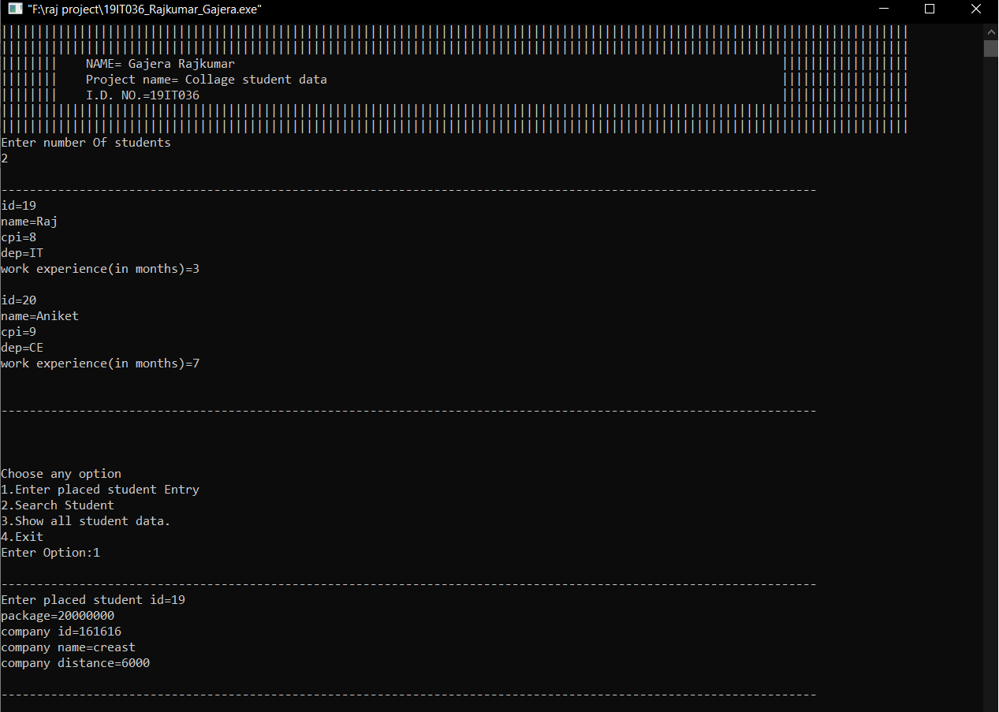 "F:\raj project\19IT036_Rajkumar_Gajera.exe"
NAME= Gajera Rajkumar
Project name= Collage student data
I.D. NO.=19IT036
Enter number Of students
2
id=19
name=Raj
cpi=8
dep=IT
work experience(in months)=3
id=20
name=Aniket
cpi=9
dep=CE
work experience(in months)=7
Choose any option
1.Enter placed student Entry
2.Search Student
3.Show all student data.
4.Exit
Enter Option:1
Enter placed student id=19
package=20000000
company id=161616
company name=creast
company distance=6000